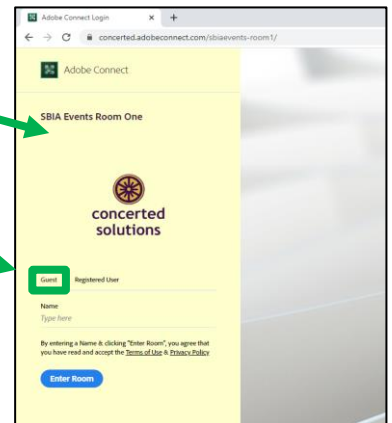 Adobe Connect Login
concerted.adobeconnect.com/sbiaevents-room1/
Adobe Connect
SBIA Events Room One
concerted
solutions
Guest Registered User
Name
Type here
By entering a Name & clicking "Enter Room", you agree that
you have read and accept the Terms of Use & Privacy Policy
Enter Room